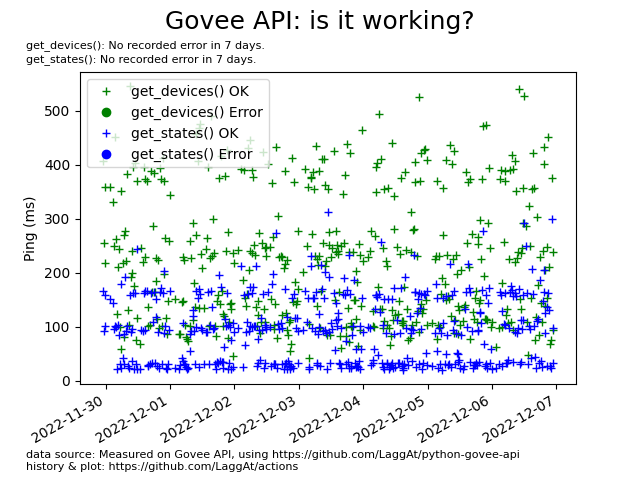 Govee API: is it working?
get_devices(): No recorded error in 7 days.
get_states(): No recorded error in 7 days.
get_devices() OK
get_devices() Error
get_states() OK
get_states() Error
500
400
300
200
100
0
Ping (ms)
2022-11-30
2022-12-01
2022-12-02
2022-12-03
2022-12-04
2022-12-05
2022-12-06
2022-12-07
data source: Measured on Govee API, using https://github.com/LaggAt/python-govee-api
history & plot: https://github.com/LaggAt/actions